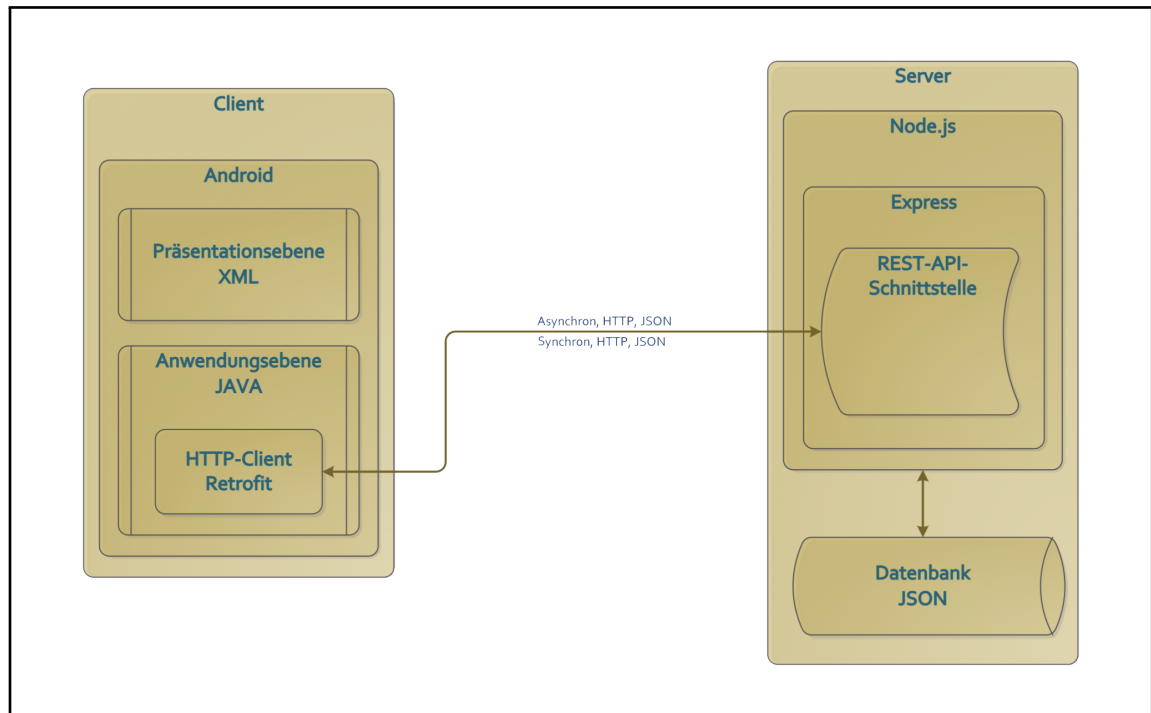 Client
Android
Präsentationsebene
XML
Anwendungsebene
JAVA
HTTP-Client
Retrofit
Asynchron, HTTP, JSON
Synchron, HTTP, JSON
Server
Node.js
Express
REST-API-
Schnittstelle
Datenbank
JSON